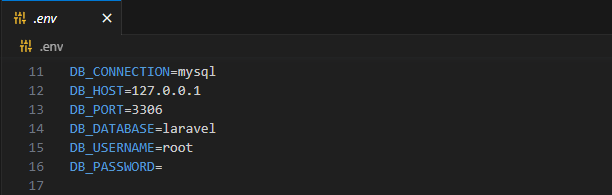 .env
.env
11 DB_CONNECTION=mysql
12 DB_HOST=127.0.0.1
13 DB_PORT=3306
14 DB_DATABASE=laravel
15 DB_USERNAME=root
16 DB_PASSWORD=
17